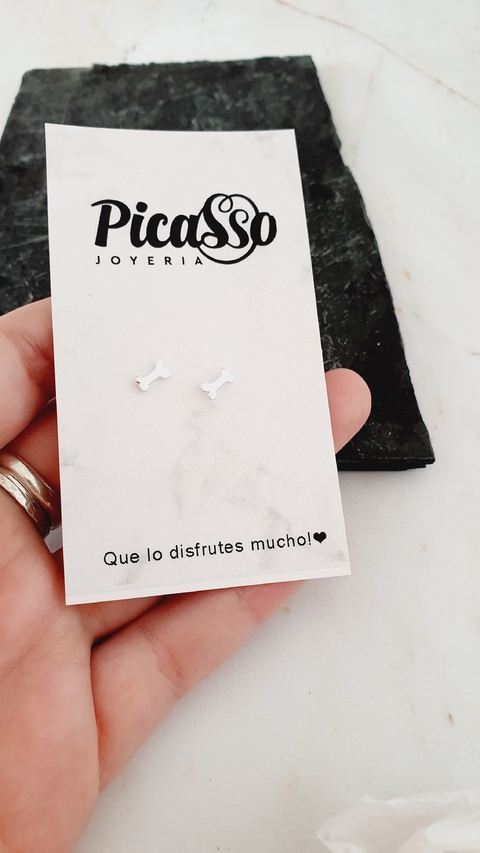 Picasso
JOYERIA
Que lo disfrutes mucho!❤